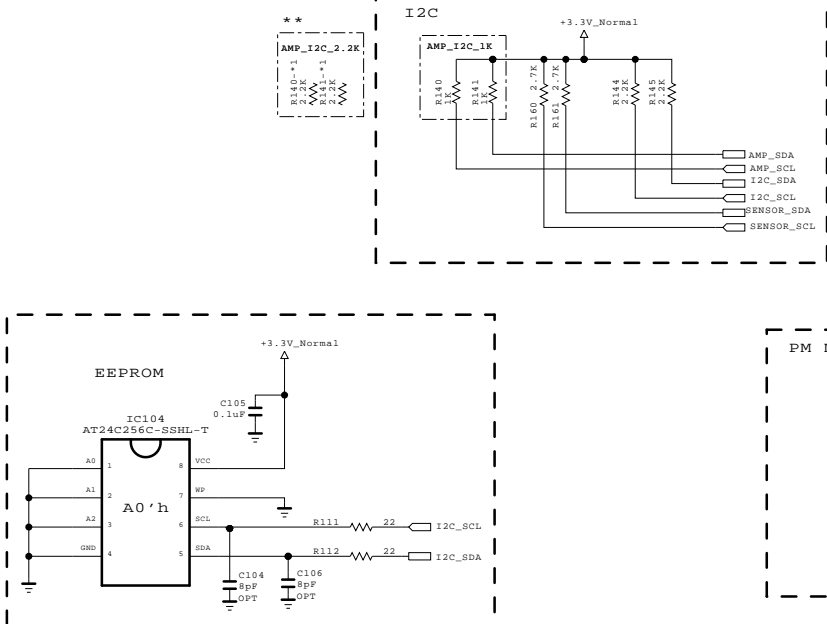 **
AMP_I2C_2.2K
R140-*1
2.2K
R141-*1
2.2K
I2C
+3.3V_Normal
AMP_I2C_1K
R140
1K
R141
1K
R160 2.7K
R161 2.7K
R144
2.2K
R145
2.2K
AMP_SDA
AMP_SCL
I2C_SDA
I2C_SCL
SENSOR_SDA
SENSOR_SCL
EEPROM
+3.3V_Normal
C105
0.1uF
IC104
AT24C256C-SSHL-T
A0'h
A0 1
A1 2
A2 3
GND 4
8 VCC
7 WP
6 SCL
5 SDA
R111 22 I2C_SCL
R112 22 I2C_SDA
C104
8pF
OPT
C106
8pF
OPT
PM